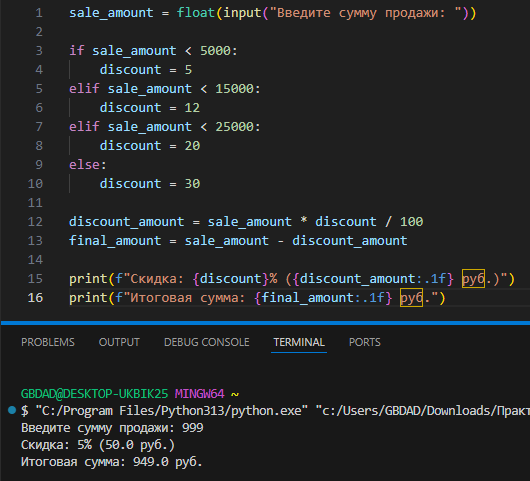 1 sale_amount = float(input("Введите сумму продажи: "))
2
3 if sale_amount < 5000:
4     discount = 5
5 elif sale_amount < 15000:
6     discount = 12
7 elif sale_amount < 25000:
8     discount = 20
9 else:
10     discount = 30
11
12 discount_amount = sale_amount * discount / 100
13 final_amount = sale_amount - discount_amount
14
15 print(f"Скидка: {discount}% ({discount_amount:.1f} руб.)")
16 print(f"Итоговая сумма: {final_amount:.1f} руб.")
PROBLEMS OUTPUT DEBUG CONSOLE TERMINAL PORTS
GBDAD@DESKTOP-UKBIK25 MINGW64 ~
$ "C:/Program Files/Python313/python.exe" "c:/Users/GBDAD/Downloads/Практ
Введите сумму продажи: 999
Скидка: 5% (50.0 руб.)
Итоговая сумма: 949.0 руб.